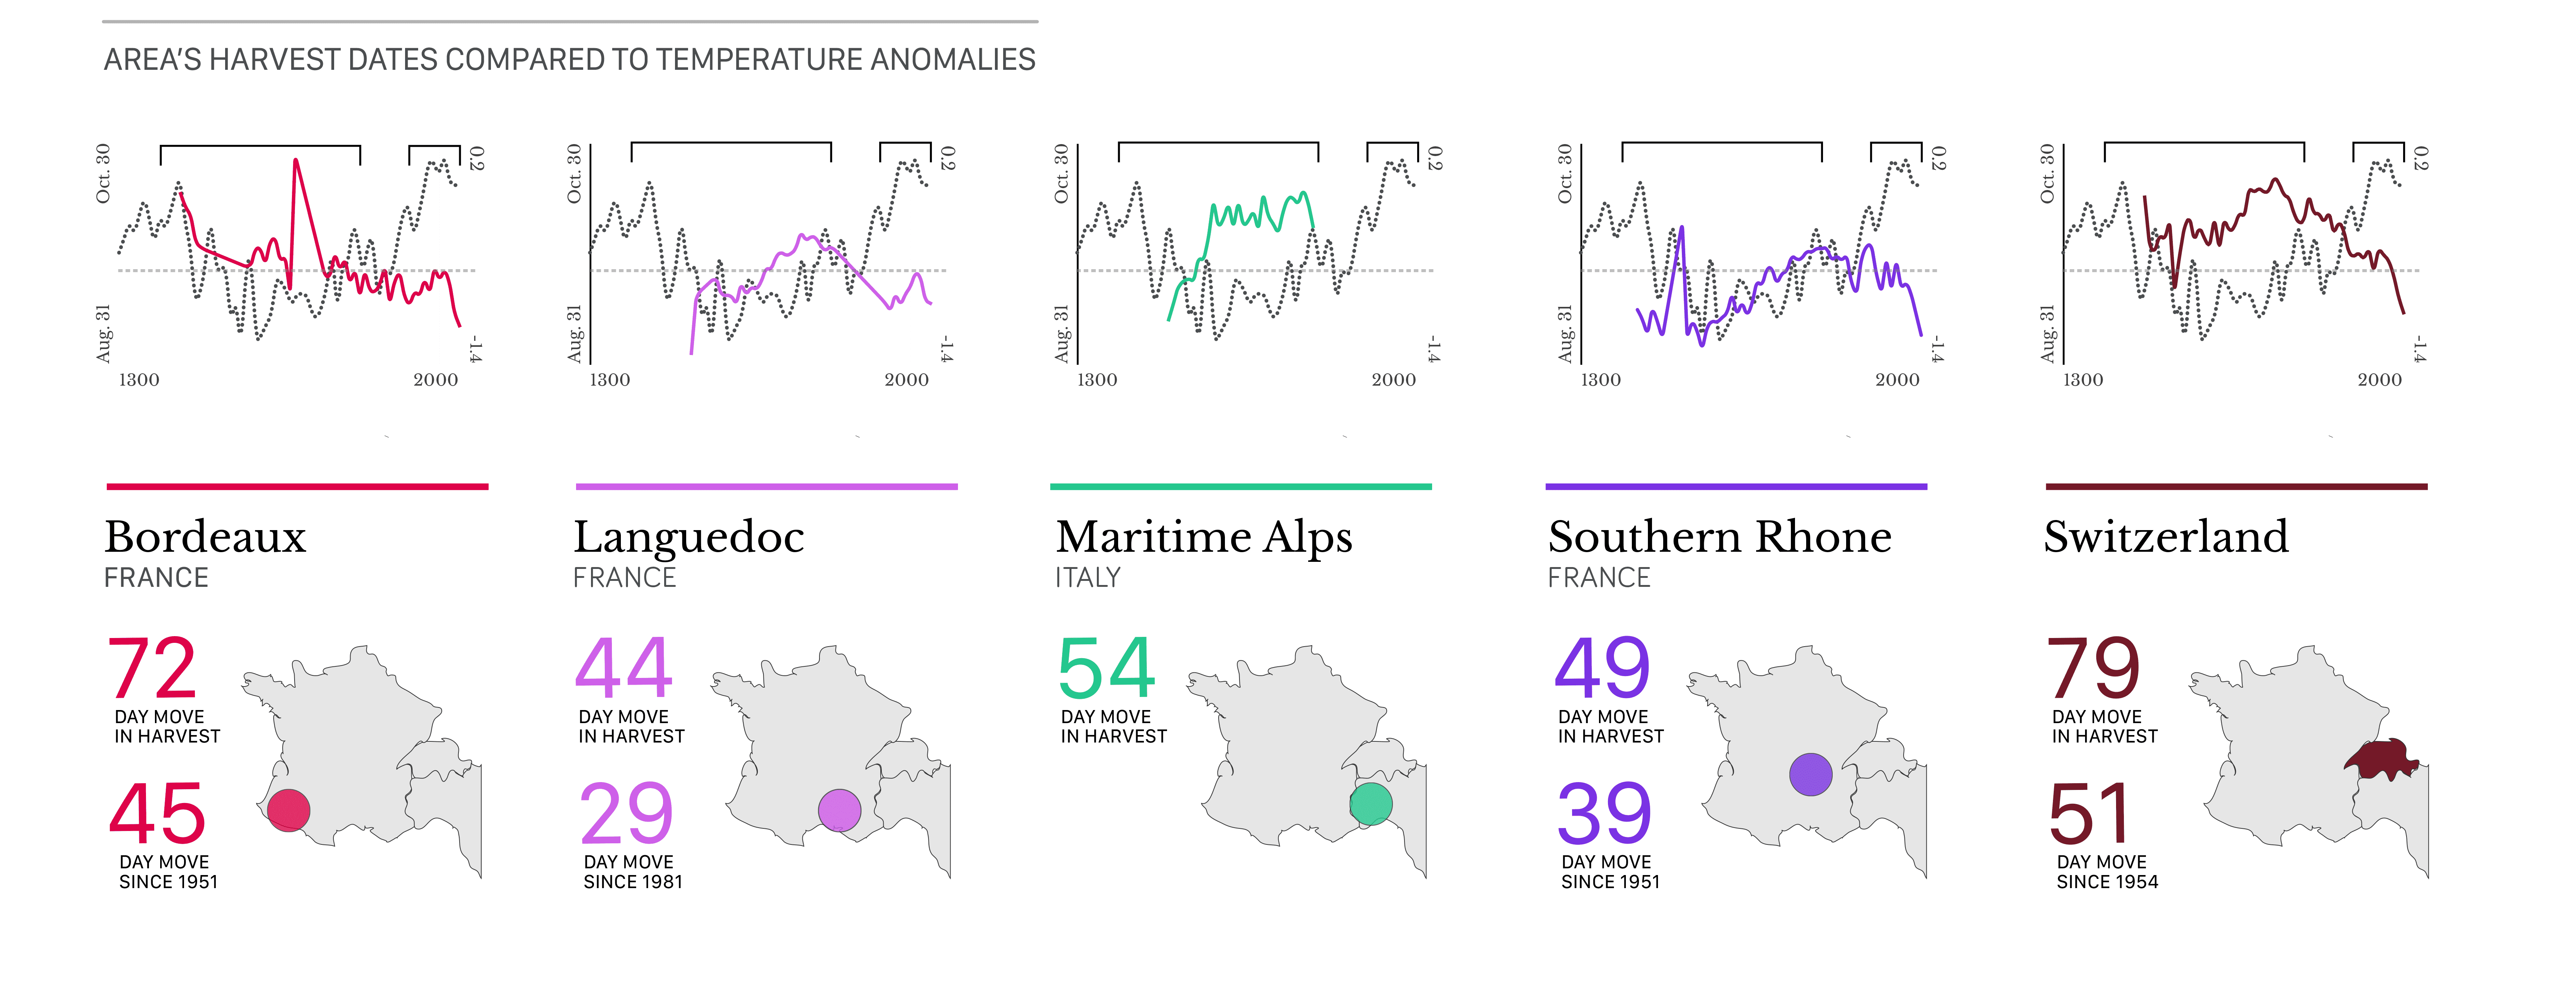 AREA'S HARVEST DATES COMPARED TO TEMPERATURE ANOMALIES
Oct. 30
0.2
Aug. 31
-1.4
1300
2000
Oct. 30
0.2
Aug. 31
-1.4
1300
2000
Oct. 30
0.2
Aug. 31
-1.4
1300
2000
Oct. 30
0.2
Aug. 31
-1.4
1300
2000
Oct. 30
0.2
Aug. 31
-1.4
1300
2000
Bordeaux
FRANCE
72
DAY MOVE
IN HARVEST
45
DAY MOVE
SINCE 1951
Languedoc
FRANCE
44
DAY MOVE
IN HARVEST
29
DAY MOVE
SINCE 1981
Maritime Alps
ITALY
54
DAY MOVE
IN HARVEST
Southern Rhone
FRANCE
49
DAY MOVE
IN HARVEST
39
DAY MOVE
SINCE 1951
Switzerland
79
DAY MOVE
IN HARVEST
51
DAY MOVE
SINCE 1954